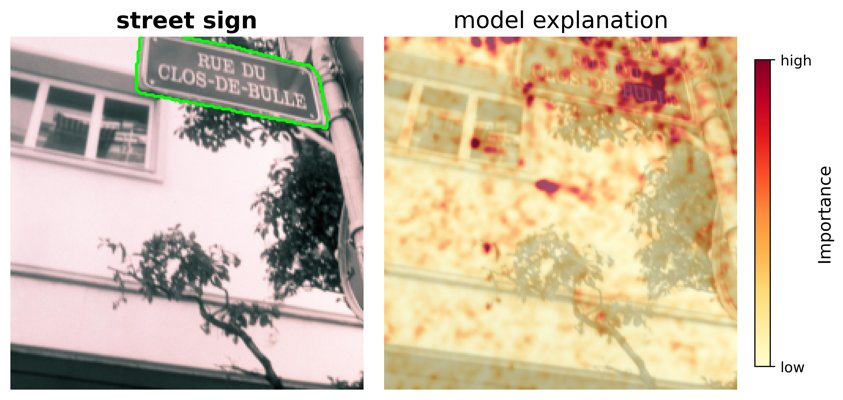 street sign
model explanation
RUE DU
CLOS-DE-BULLE
high
Importance
low